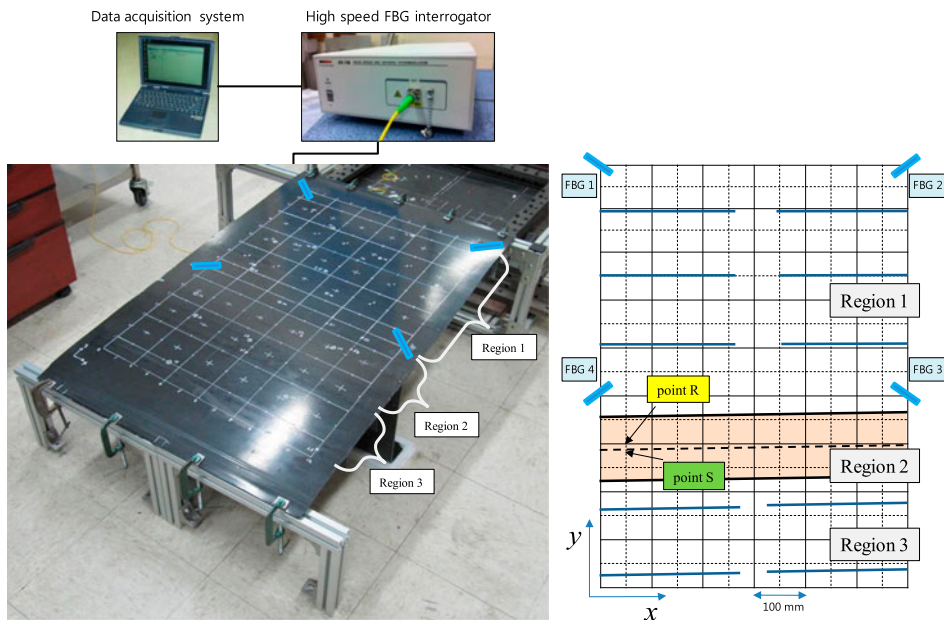 Data acquisition system
High speed FBG interrogator
Region 1
Region 2
Region 3
FBG 1
FBG 2
Region 1
FBG 4
FBG 3
point R
Region 2
point S
Region 3
y
x
100 mm